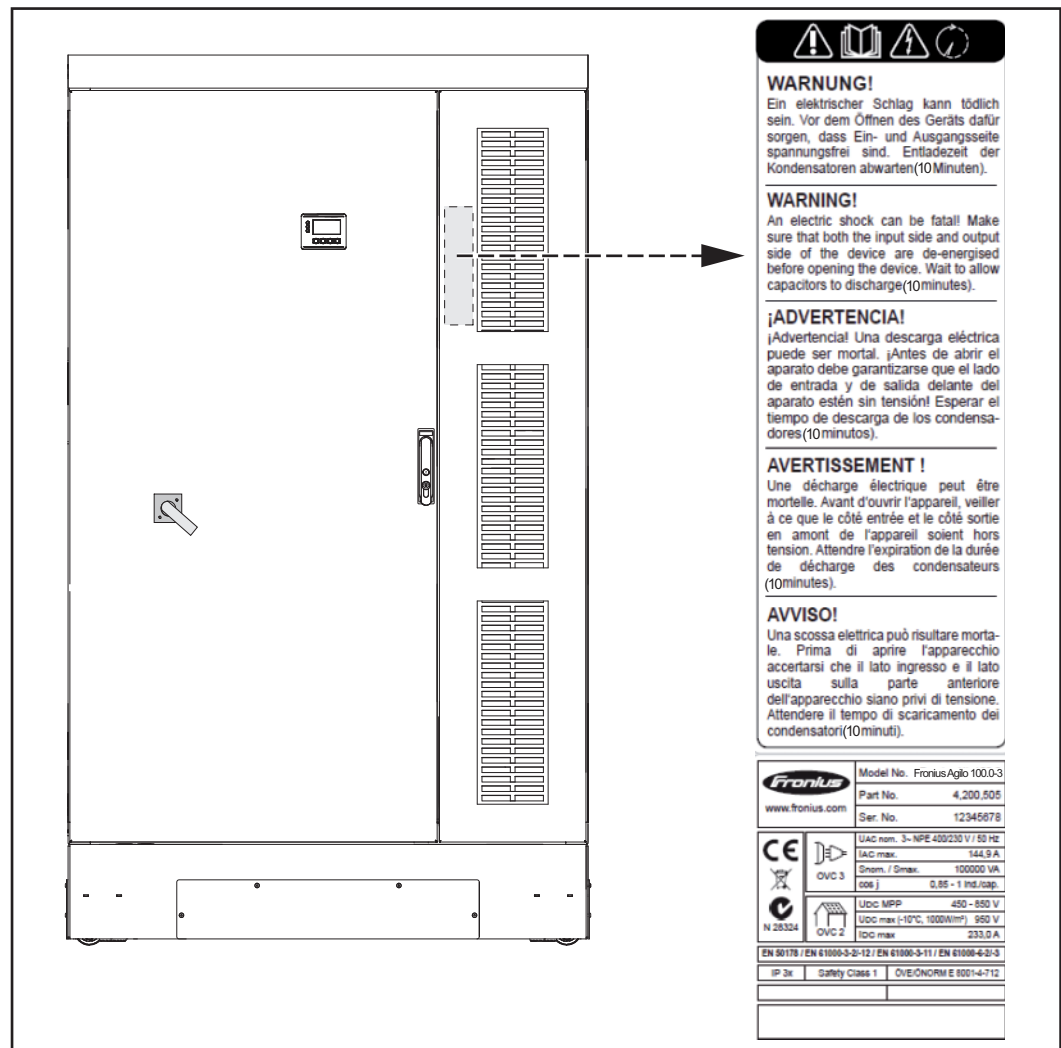 WARNUNG!
Ein elektrischer Schlag kann tödlich
sein. Vor dem Öffnen des Geräts dafür
sorgen, dass Ein- und Ausgangsseite
spannungsfrei sind. Entladezeit der
Kondensatoren abwarten(10 Minuten).
WARNING!
An electric shock can be fatal! Make
sure that both the input side and output
side of the device are de-energised
before opening the device. Wait to allow
capacitors to discharge(10 minutes).
¡ADVERTENCIA!
¡Advertencia! Una descarga eléctrica
puede ser mortal. ¡Antes de abrir el
aparato debe garantizarse que el lado
de entrada y de salida delante del
aparato estén sin tensión! Esperar el
tiempo de descarga de los condensa-
dores(10 minutos).
AVERTISSEMENT !
Une décharge électrique peut être
mortelle. Avant d'ouvrir l'appareil, veiller
à ce que le côté entrée et le côté sortie
en amont de l'appareil soient hors
tension. Attendre l'expiration de la durée
de décharge des condensateurs
(10minutes).
AVVISO!
Una scossa elettrica può risultare morta-
le. Prima di aprire l'apparecchio
accertarsi che il lato ingresso e il lato
uscita sulla parte anteriore
dell'apparecchio siano privi di tensione.
Attendere il tempo di scaricamento dei
condensatori(10minuti).
Fronius
www.fronius.com
Model No. Fronius Agilo 100.0-3
Part No. 4,200,505
Ser. No. 12345678
CE
N 28324
OVC 3
UAC nom. 3~ NPE 400/230 V / 50 Hz
IAC max. 144,9 A
Snom. / Smax. 100000 VA
cos j 0,85 - 1 ind./cap.
OVC 2
UDC MPP 450 - 850 V
UDC max (-10°C, 1000W/m²) 950 V
IDC max 233,0 A
EN 50178 / EN 61000-3-2/-12 / EN 61000-3-11 / EN 61000-6-2/-3
IP 3x Safety Class 1 ÖVE/ÖNORM E 8001-4-712